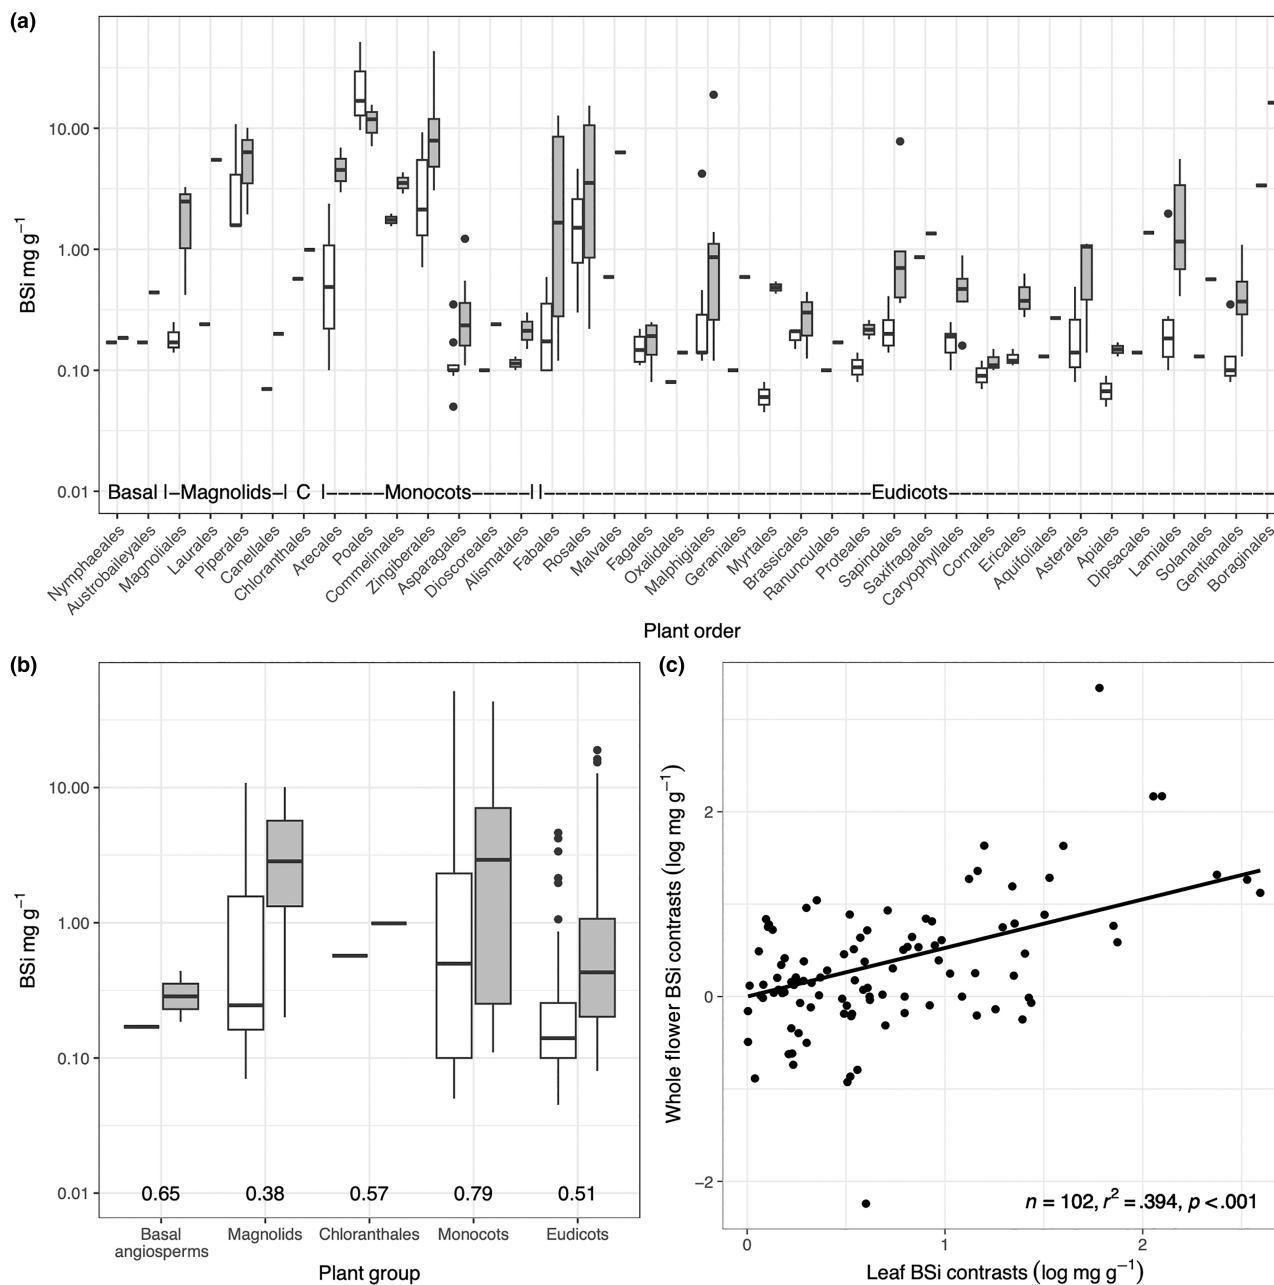 (a)
BSi mg g⁻¹
10.00
1.00
0.10
0.01
Basal I–Magnolids–I C I------Monocots------I I---------------------------------Eudicots---------------------------------
Nymphaeales
Austrobaileyales
Magnoliales
Laurales
Piperales
Canellales
Chloranthales
Arecales
Poales
Commelinales
Zingiberales
Asparagales
Dioscoreales
Alismatales
Fabales
Rosales
Malvales
Fagales
Oxalidales
Malphigales
Geraniales
Myrtales
Brassicales
Ranunculales
Proteales
Sapindales
Saxifragales
Caryophyllales
Cornales
Ericales
Aquifoliales
Asterales
Apiales
Dipsacales
Lamiales
Solanales
Gentianales
Boraginales
Plant order
(b)
BSi mg g⁻¹
10.00
1.00
0.10
0.01
0.65 0.38 0.57 0.79 0.51
Basal angiosperms
Magnolids
Chloranthales
Monocots
Eudicots
Plant group
(c)
Whole flower BSi contrasts (log mg g⁻¹)
2
0
−2
n = 102, r² = .394, p < .001
0 1 2
Leaf BSi contrasts (log mg g⁻¹)